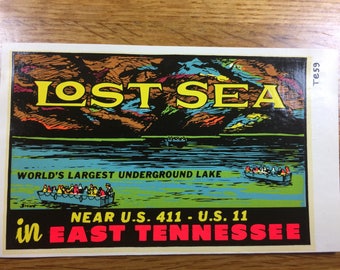 LOST SEA
WORLD'S LARGEST UNDERGROUND LAKE
NEAR U.S. 411 - U.S. 11
in EAST TENNESSEE
TE59